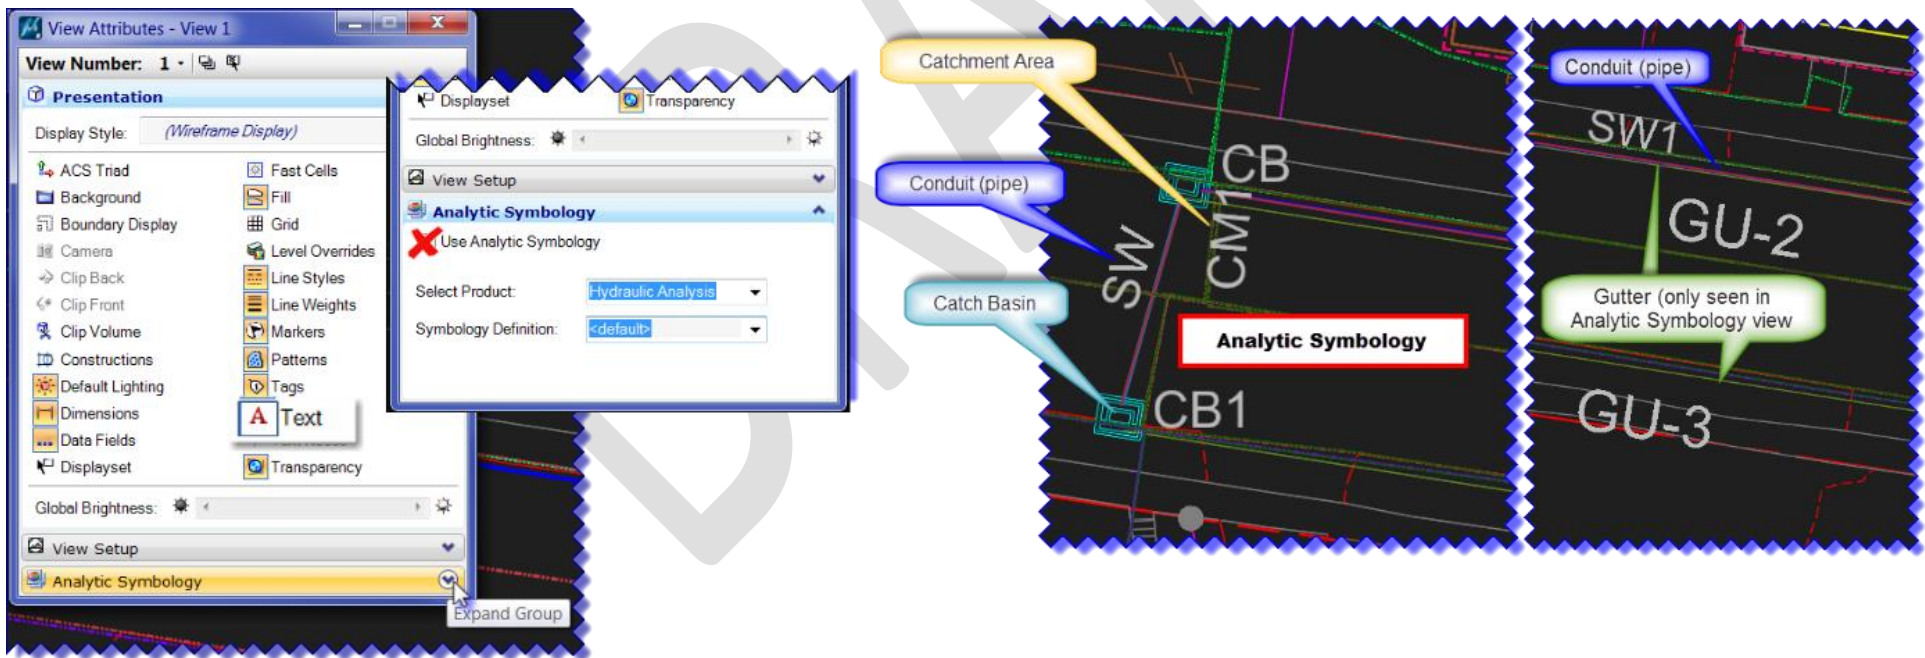 View Attributes - View 1
View Number: 1
Presentation
Display Style: (Wireframe Display)
ACS Triad
Fast Cells
Background
Fill
Boundary Display
Grid
Camera
Level Overrides
Clip Back
Line Styles
Clip Front
Line Weights
Clip Volume
Markers
Constructions
Patterns
Default Lighting
Tags
Dimensions
A Text
Data Fields
Displayset
Transparency
Global Brightness:
View Setup
Analytic Symbology
Expand Group
Displayset
Transparency
Global Brightness:
View Setup
Analytic Symbology
Use Analytic Symbology
Select Product: Hydraulic Analysis
Symbology Definition: <default>
Catchment Area
Conduit (pipe)
Catch Basin
CB
CM1
SW
CB1
Analytic Symbology
Conduit (pipe)
SW1
GU-2
Gutter (only seen in
Analytic Symbology view
GU-3